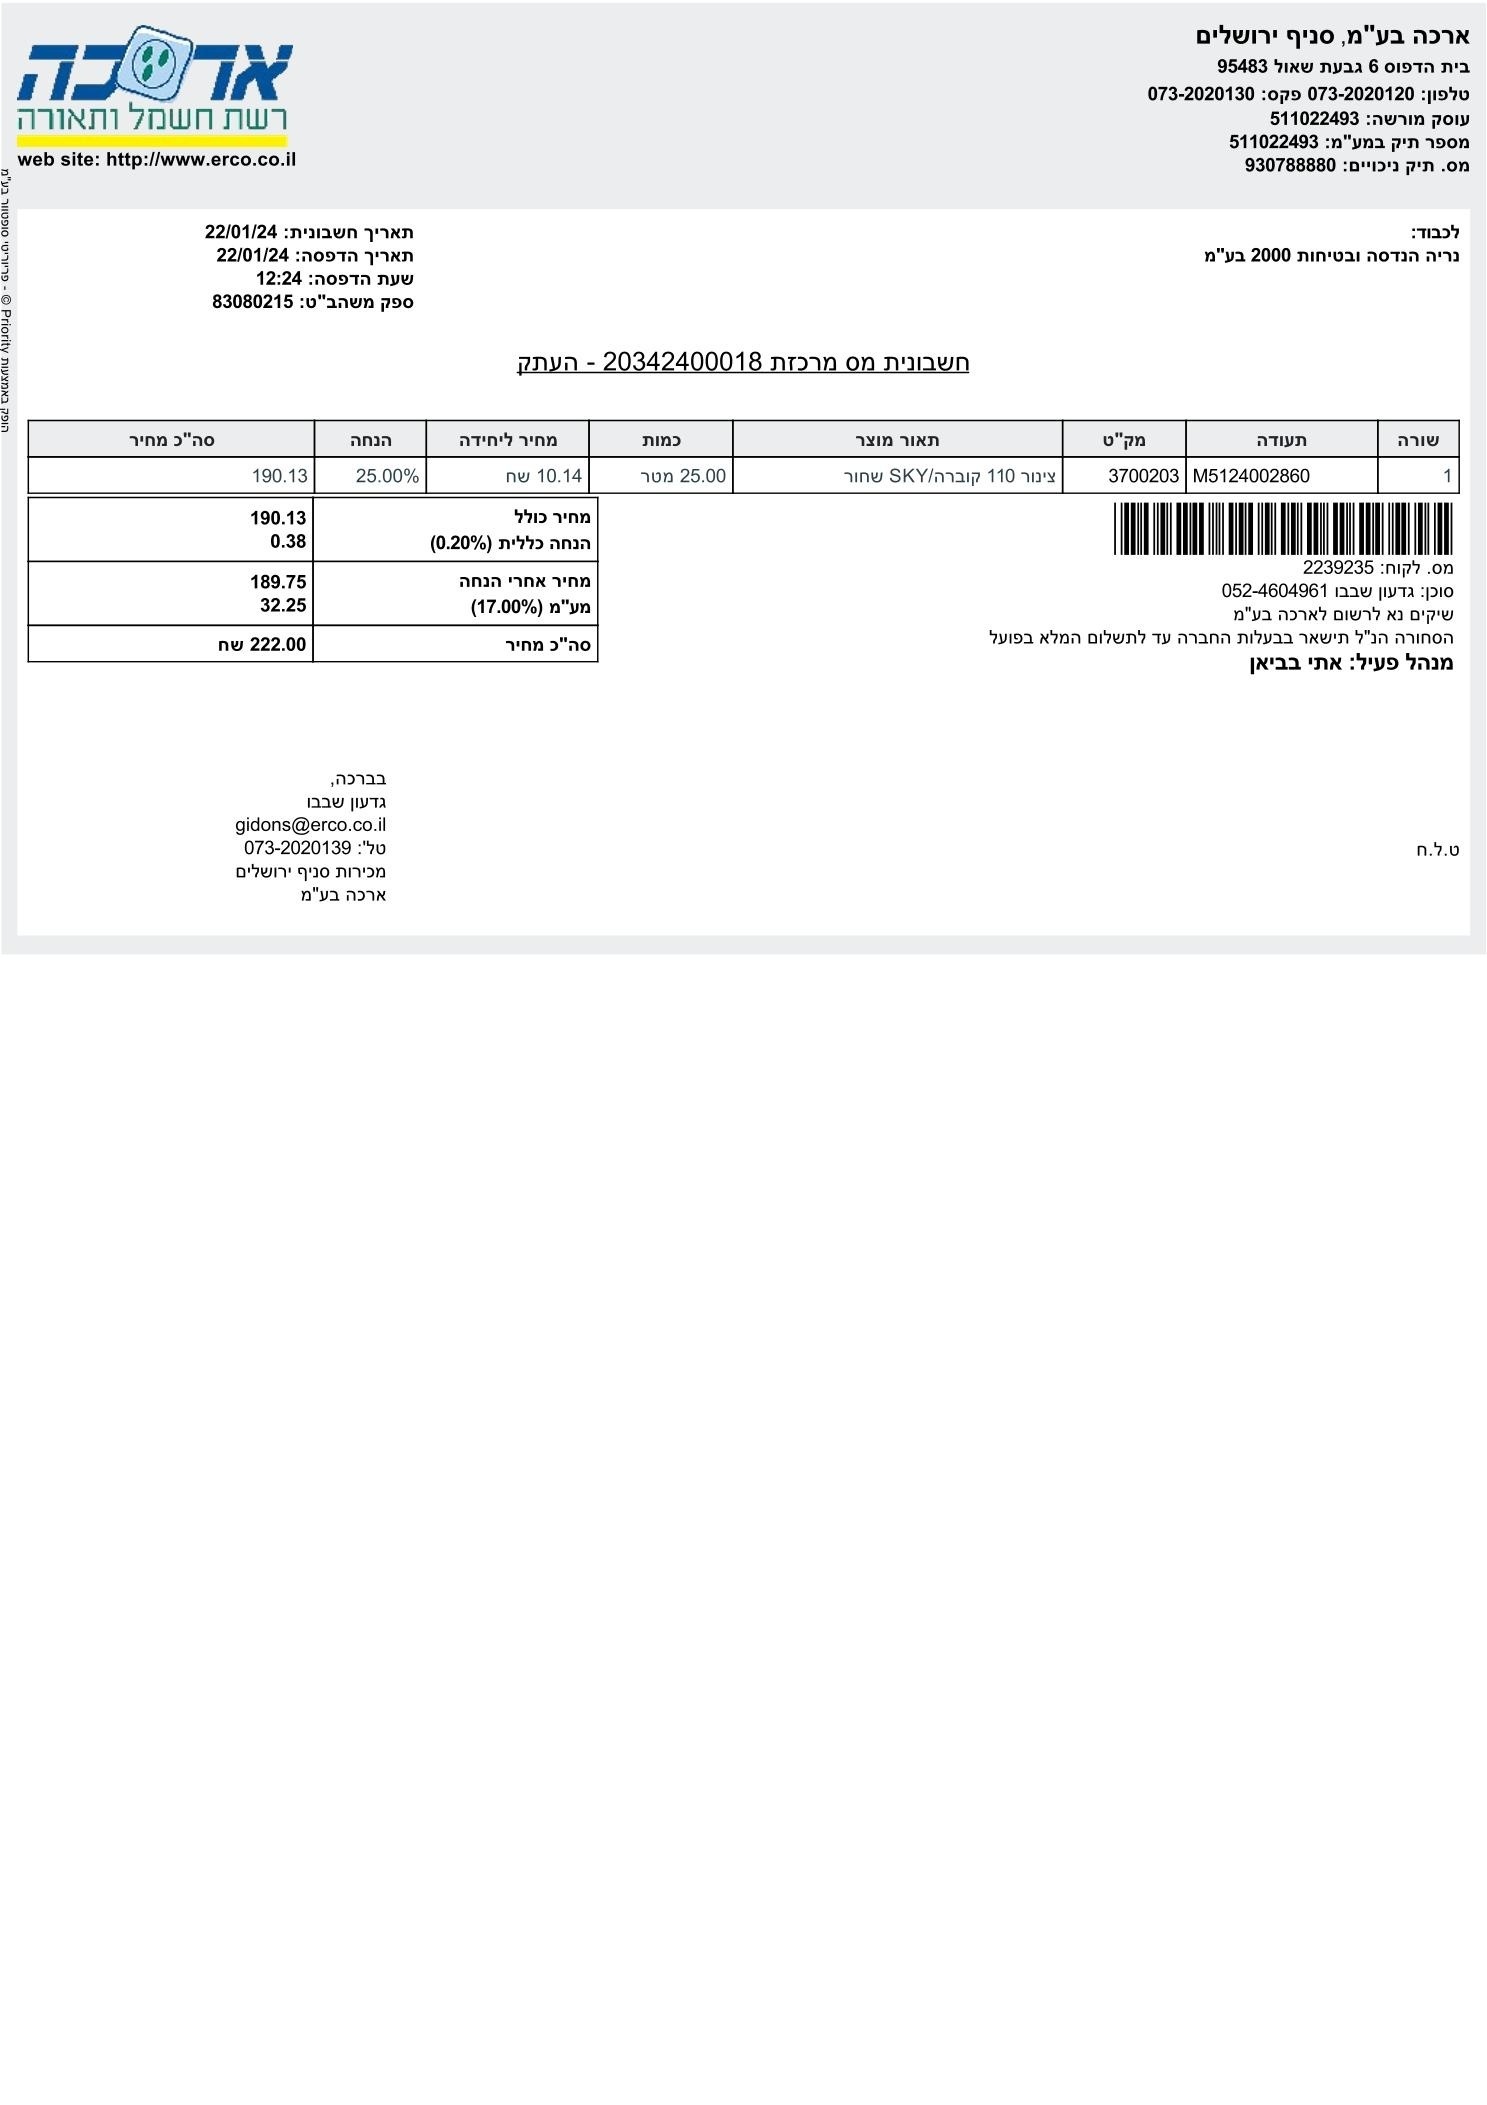 ארכה
רשת חשמל ותאורה
web site: http://www.erco.co.il
ארכה בע"מ, סניף ירושלים
בית הדפוס 6 גבעת שאול 95483
טלפון: 073-2020120 פקס: 073-2020130
עוסק מורשה: 511022493
מספר תיק במע"מ: 511022493
מס. תיק ניכויים: 930788880
הופק באמצעות Priority © - פריוריטי סופטוור בע"מ
לכבוד:
נריה הנדסה ובטיחות 2000 בע"מ
תאריך חשבונית: 22/01/24
תאריך הדפסה: 22/01/24
שעת הדפסה: 12:24
ספק משהב"ט: 83080215
חשבונית מס מרכזת 20342400018 - העתק
שורה תעודה מק"ט תאור מוצר כמות מחיר ליחידה הנחה סה"כ מחיר
1 M5124002860 3700203 צינור 110 קוברה/SKY שחור 25.00 מטר 10.14 שח 25.00% 190.13
מחיר כולל 190.13
הנחה כללית (0.20%) 0.38
מחיר אחרי הנחה 189.75
מע"מ (17.00%) 32.25
סה"כ מחיר 222.00 שח
מס. לקוח: 2239235
סוכן: גדעון שבבו 052-4604961
שיקים נא לרשום לארכה בע"מ
הסחורה הנ"ל תישאר בבעלות החברה עד לתשלום המלא בפועל
מנהל פעיל: אתי בביאן
בברכה,
גדעון שבבו
gidons@erco.co.il
טל': 073-2020139
מכירות סניף ירושלים
ארכה בע"מ
ט.ל.ח